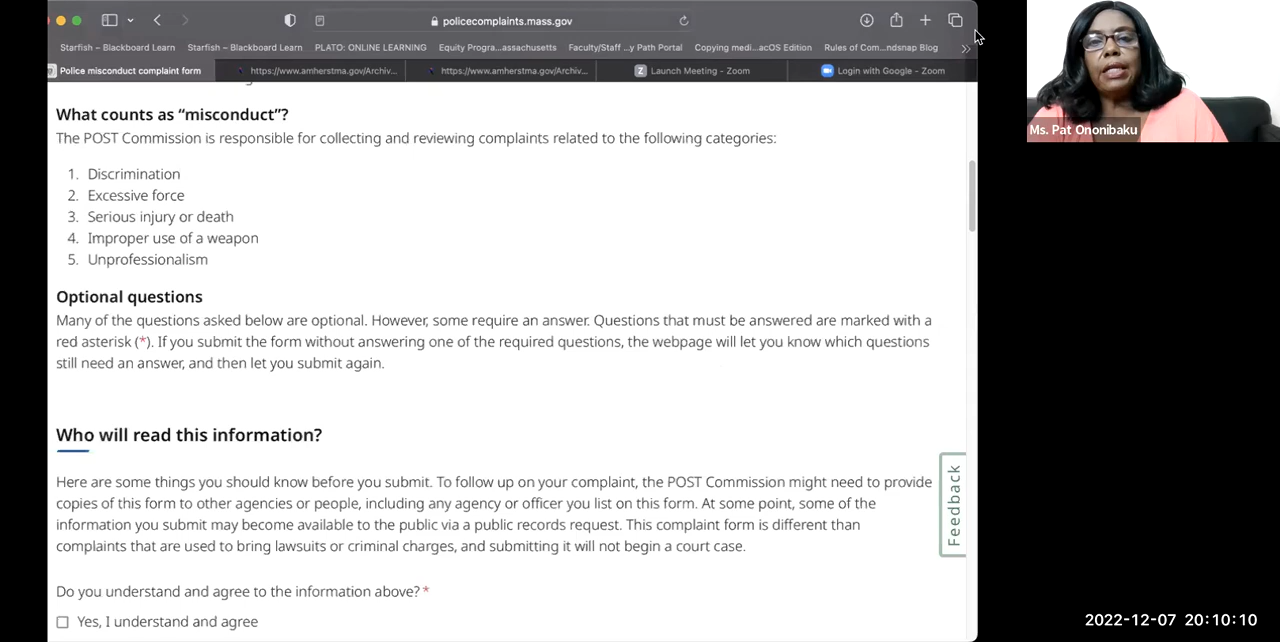 policecomplaints.mass.gov
Starfish – Blackboard Learn Starfish – Blackboard Learn PLATO: ONLINE LEARNING Equity Progra...assachusetts Faculty/Staff ...y Path Portal Copying medi...acOS Edition Rules of Com...ndsnap Blog
Police misconduct complaint form https://www.amherstma.gov/Archiv... https://www.amherstma.gov/Archiv... Z Launch Meeting - Zoom Login with Google - Zoom
What counts as “misconduct”?
The POST Commission is responsible for collecting and reviewing complaints related to the following categories:
1. Discrimination
2. Excessive force
3. Serious injury or death
4. Improper use of a weapon
5. Unprofessionalism
Optional questions
Many of the questions asked below are optional. However, some require an answer. Questions that must be answered are marked with a
red asterisk (*). If you submit the form without answering one of the required questions, the webpage will let you know which questions
still need an answer, and then let you submit again.
Who will read this information?
Here are some things you should know before you submit. To follow up on your complaint, the POST Commission might need to provide
copies of this form to other agencies or people, including any agency or officer you list on this form. At some point, some of the
information you submit may become available to the public via a public records request. This complaint form is different than
complaints that are used to bring lawsuits or criminal charges, and submitting it will not begin a court case.
Do you understand and agree to the information above? *
Yes, I understand and agree
Feedback
Ms. Pat Ononibaku
2022-12-07 20:10:10